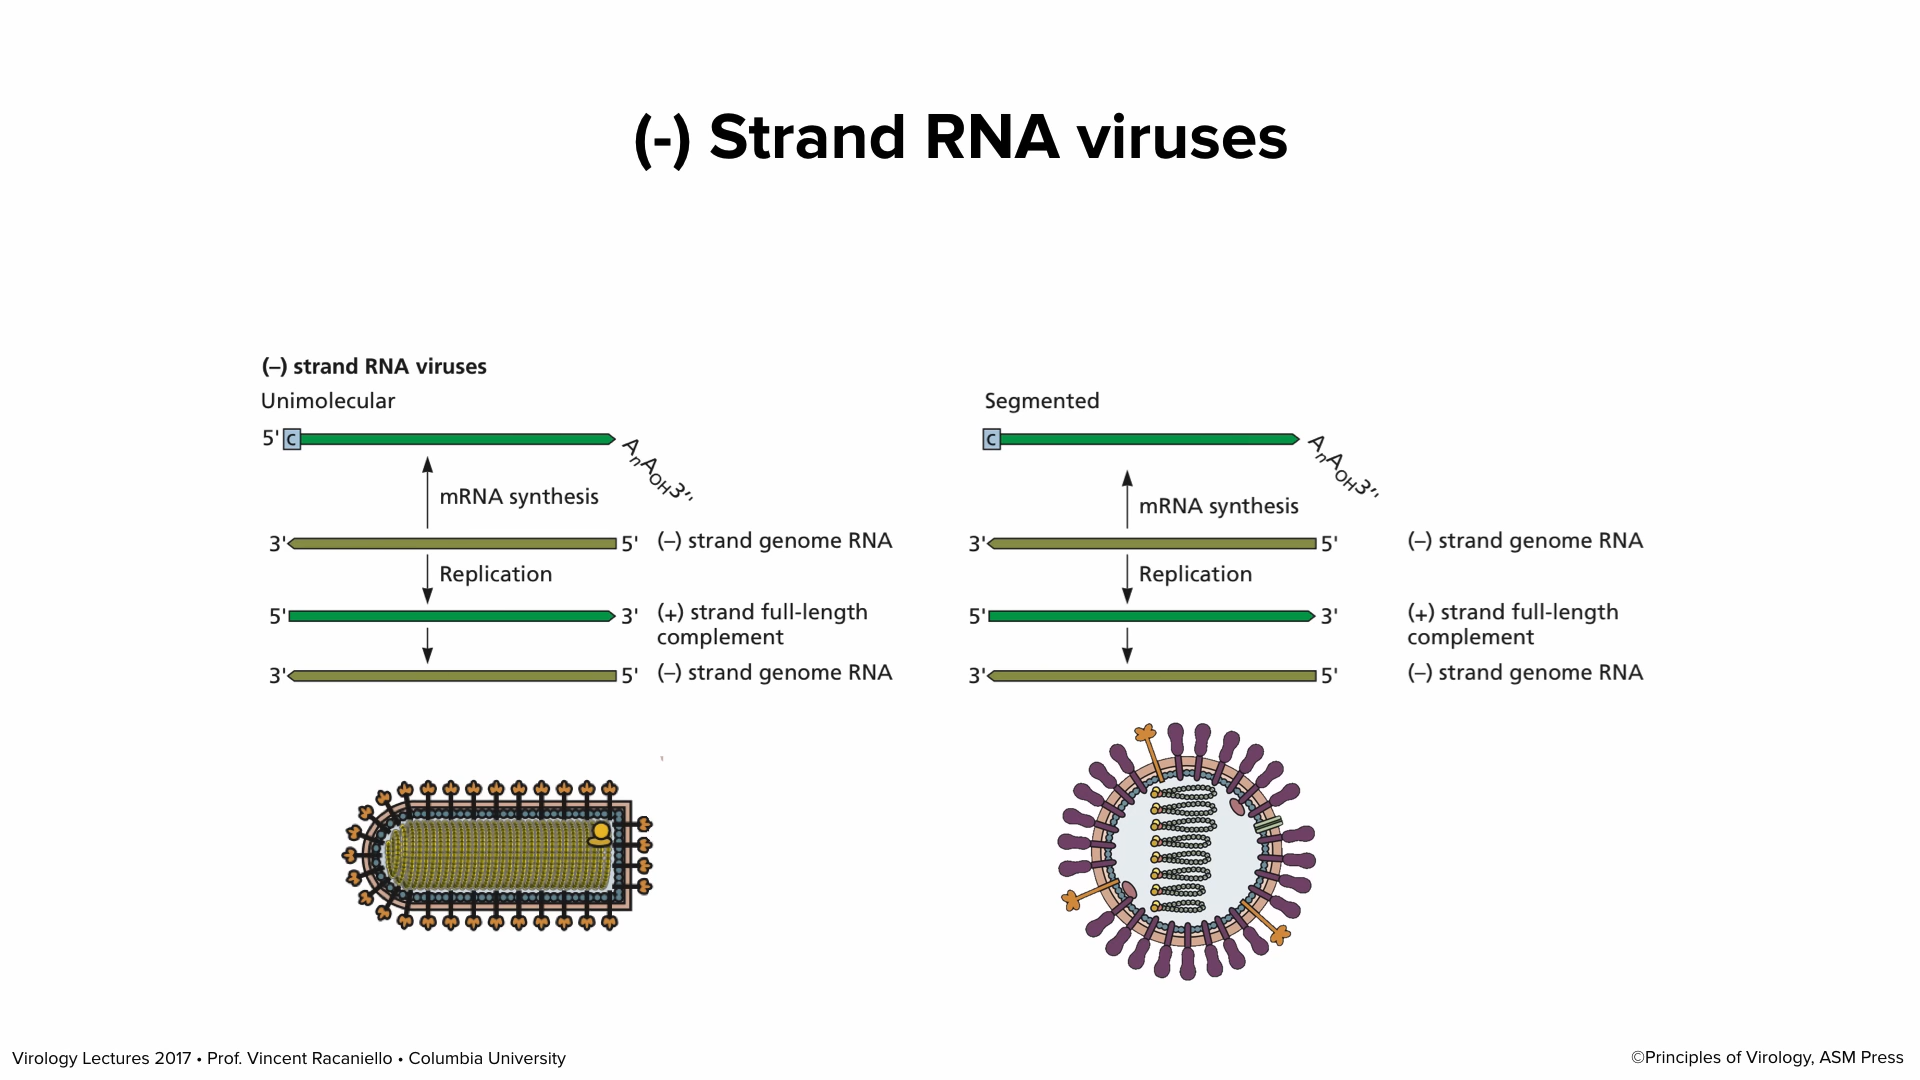 (-) Strand RNA viruses
(–) strand RNA viruses
Unimolecular
5' C AnAOH3'
mRNA synthesis
3' 5' (–) strand genome RNA
Replication
5' 3' (+) strand full-length
complement
3' 5' (–) strand genome RNA
Segmented
C AnAOH3'
mRNA synthesis
3' 5' (–) strand genome RNA
Replication
5' 3' (+) strand full-length
complement
3' 5' (–) strand genome RNA
Virology Lectures 2017 • Prof. Vincent Racaniello • Columbia University
©Principles of Virology, ASM Press